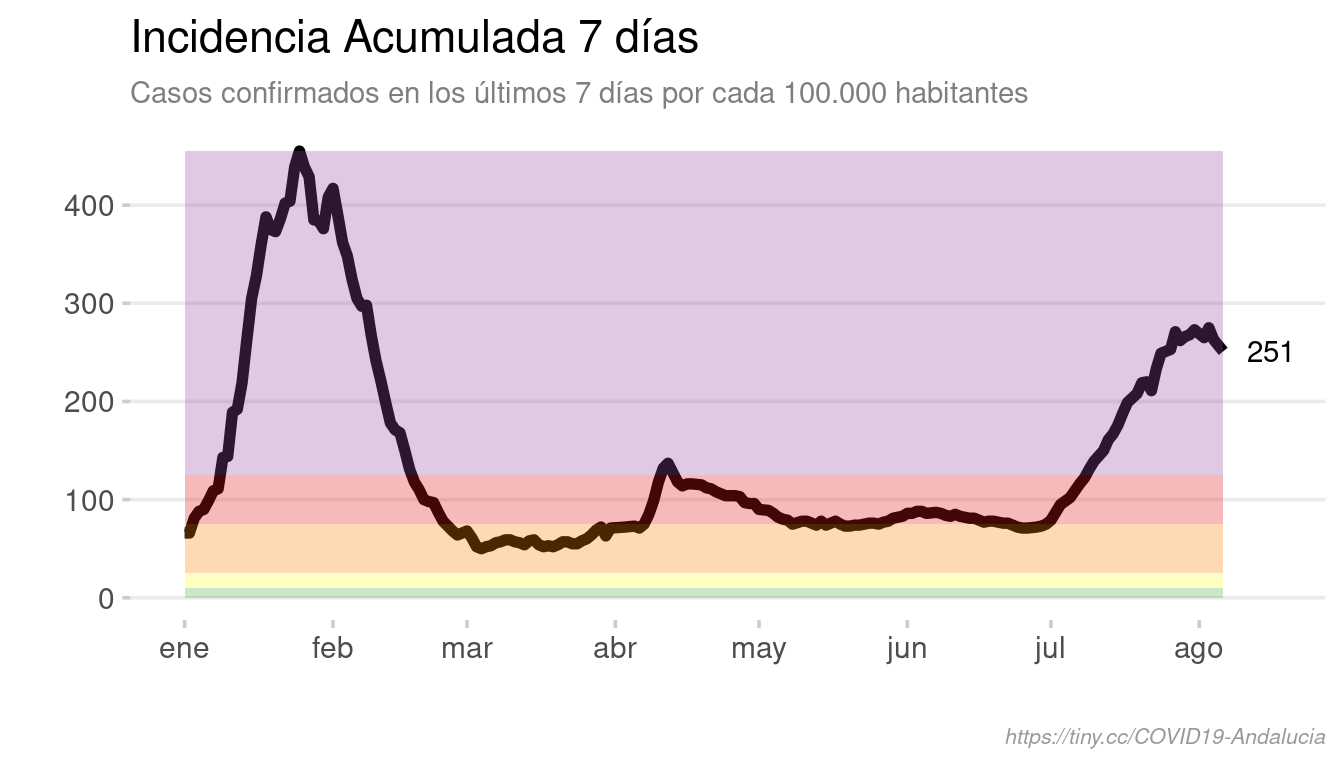 Incidencia Acumulada 7 días
Casos confirmados en los últimos 7 días por cada 100.000 habitantes
400
300
251
200
100
0
ene feb mar abr may jun jul ago
https://tiny.cc/COVID19-Andalucia